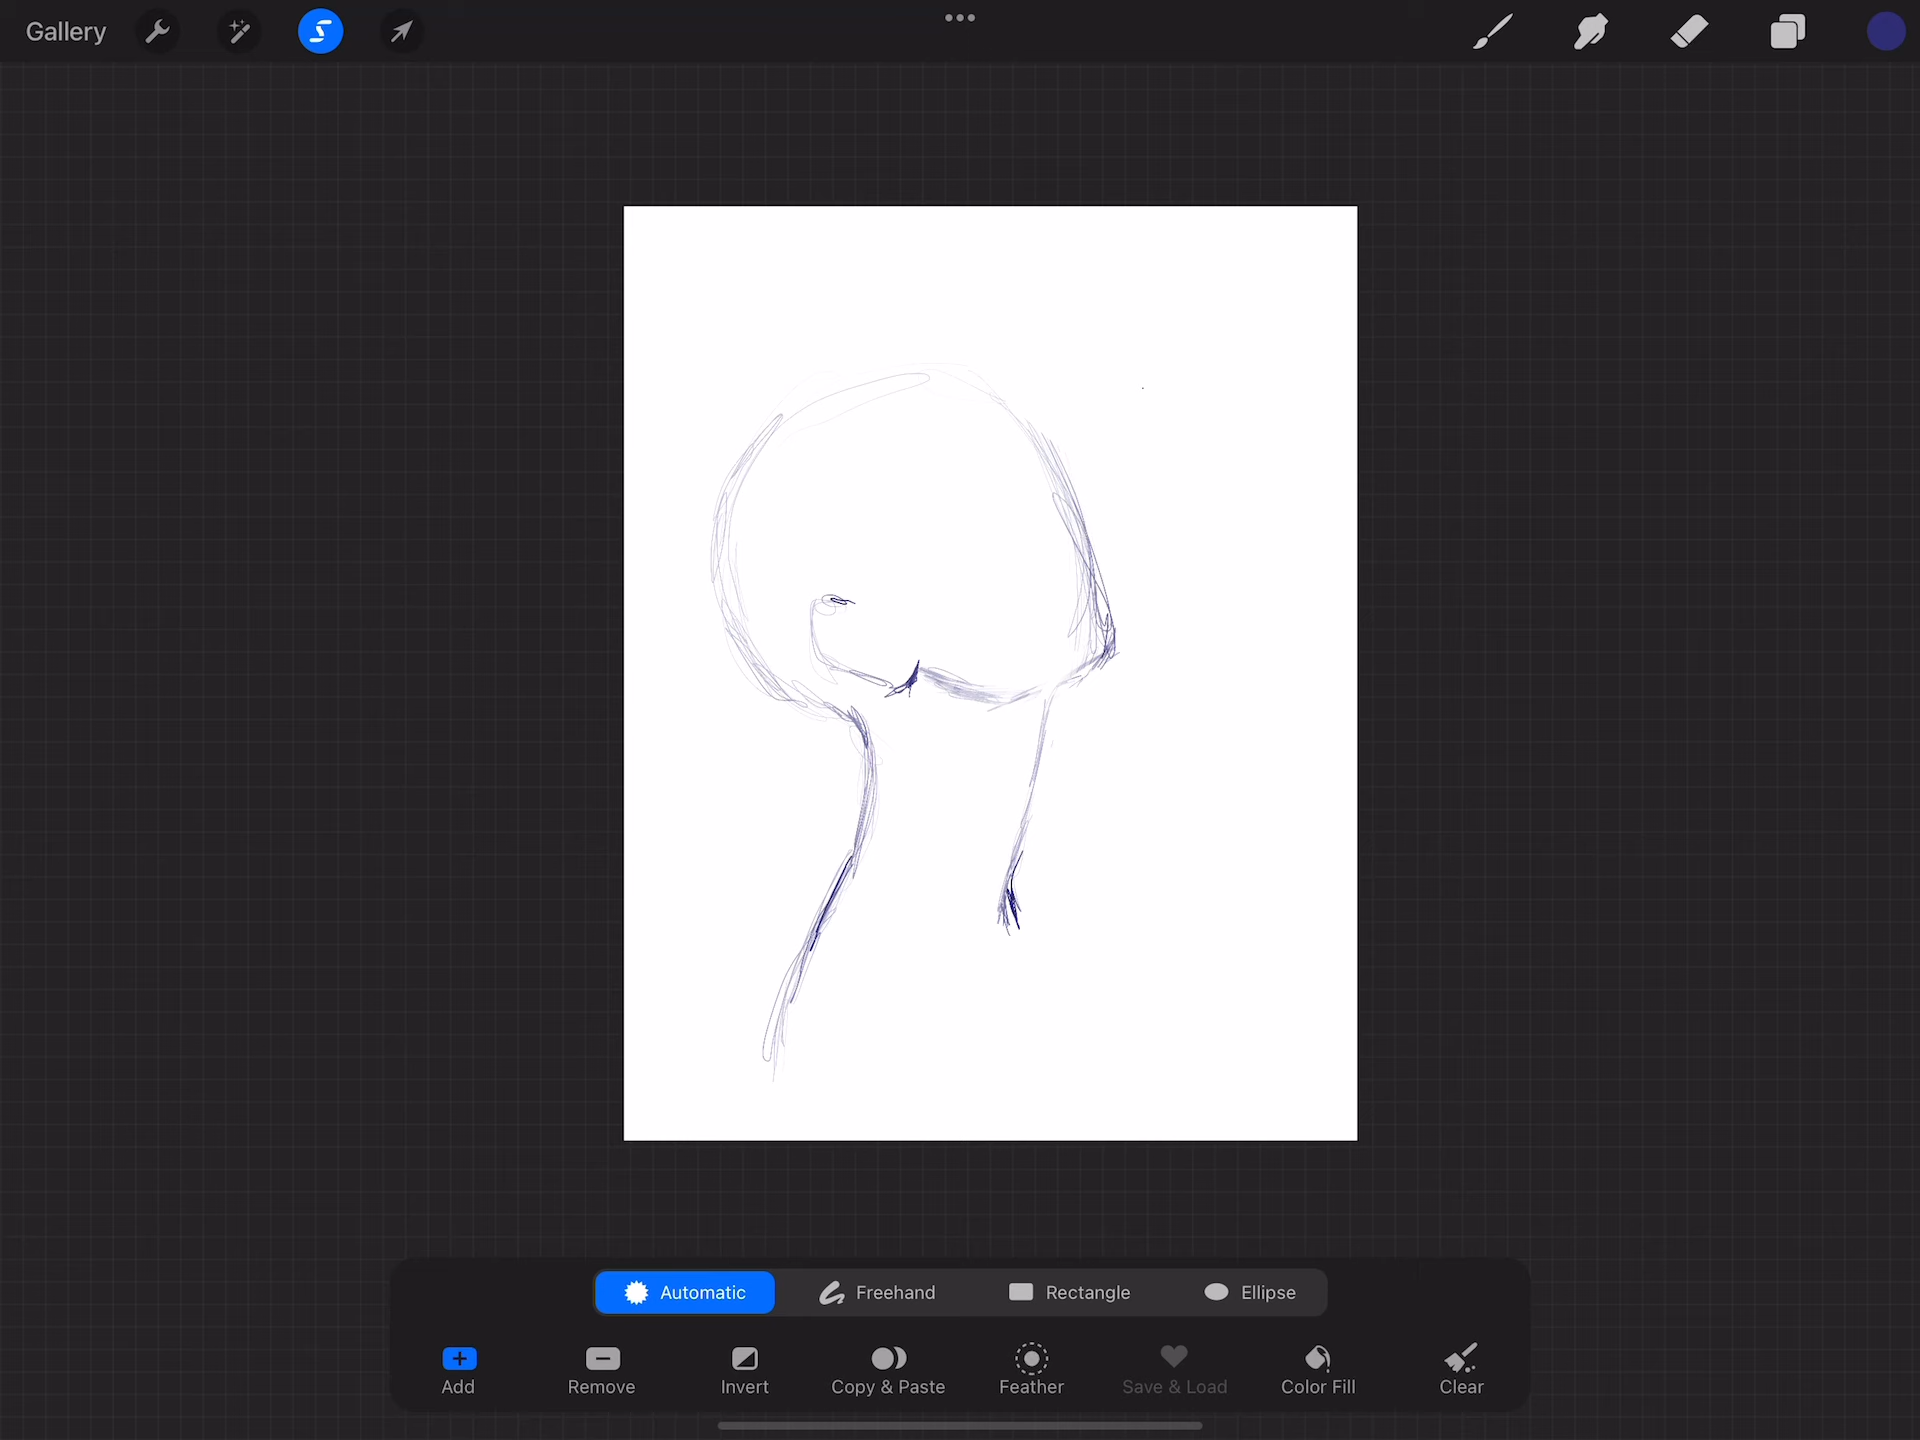 Gallery
Automatic Freehand Rectangle Ellipse
Add Remove Invert Copy & Paste Feather Save & Load Color Fill Clear